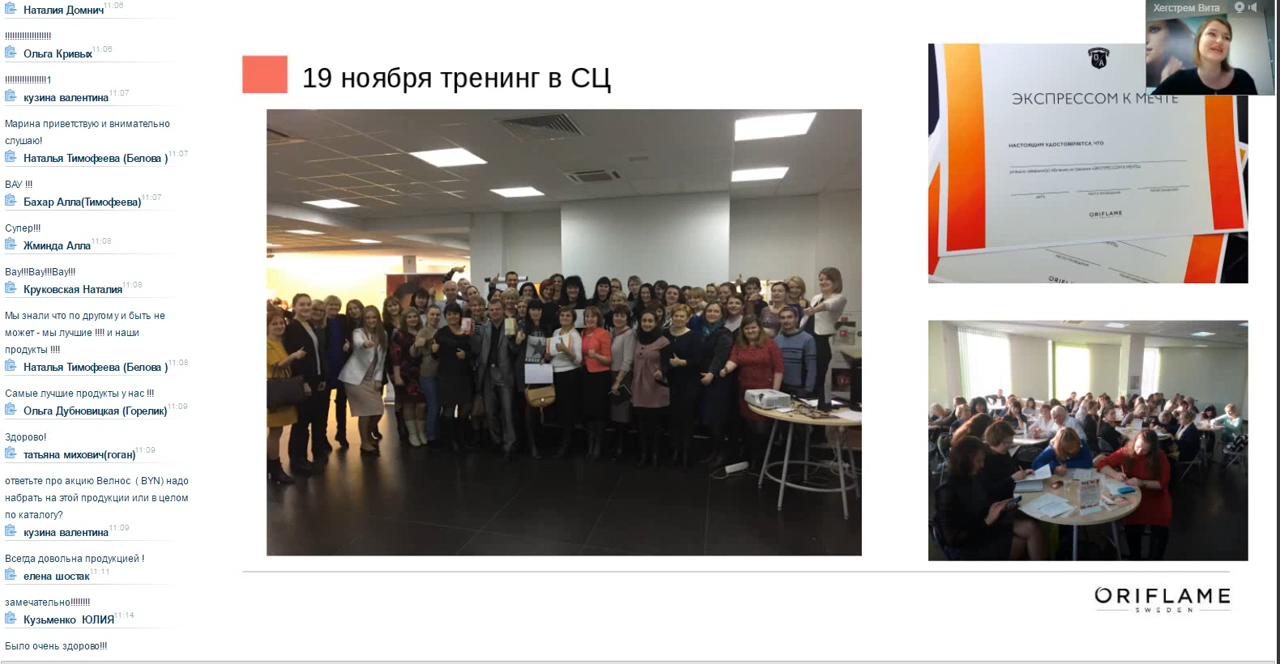 Наталия Домнич 11:06
!!!!!!!!!!!!!!!!!!!
Ольга Кривых 11:06
!!!!!!!!!!!!!!!!!1
кузина валентина 11:07
Марина приветствую и внимательно
слушаю!
Наталья Тимофеева (Белова ) 11:07
ВАУ !!!
Бахар Алла(Тимофеева) 11:07
Супер!!!
Жминда Алла 11:08
Вау!!!Вау!!!Вау!!!
Круковская Наталия 11:08
Мы знали что по другому и быть не
может - мы лучшие !!!! и наши
продукты !!!!
Наталья Тимофеева (Белова ) 11:08
Самые лучшие продукты у нас !!!
Ольга Дубновицкая (Горелик) 11:09
Здорово!
татьяна михович(гоган) 11:09
ответьте про акцию Велнос ( BYN) надо
набрать на этой продукции или в целом
по каталогу?
кузина валентина 11:09
Всегда довольна продукцией !
елена шостак 11:11
замечательно!!!!!!!!
Кузьменко ЮЛИЯ 11:14
Было очень здорово!!!
19 ноября тренинг в СЦ
Хегстрем Вита
ЭКСПРЕССОМ К МЕЧТЕ
НАСТОЯЩИМ УДОСТОВЕРЯЕТСЯ, ЧТО
ORIFLAME
ORIFLAME
ORIFLAME
SWEDEN